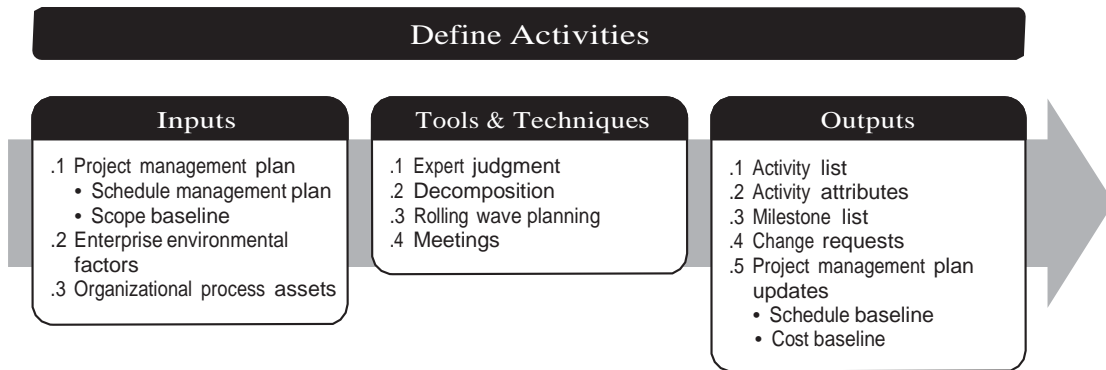 Define Activities
Inputs
.1 Project management plan
• Schedule management plan
• Scope baseline
.2 Enterprise environmental
factors
.3 Organizational process assets
Tools & Techniques
.1 Expert judgment
.2 Decomposition
.3 Rolling wave planning
.4 Meetings
Outputs
.1 Activity list
.2 Activity attributes
.3 Milestone list
.4 Change requests
.5 Project management plan
updates
• Schedule baseline
• Cost baseline